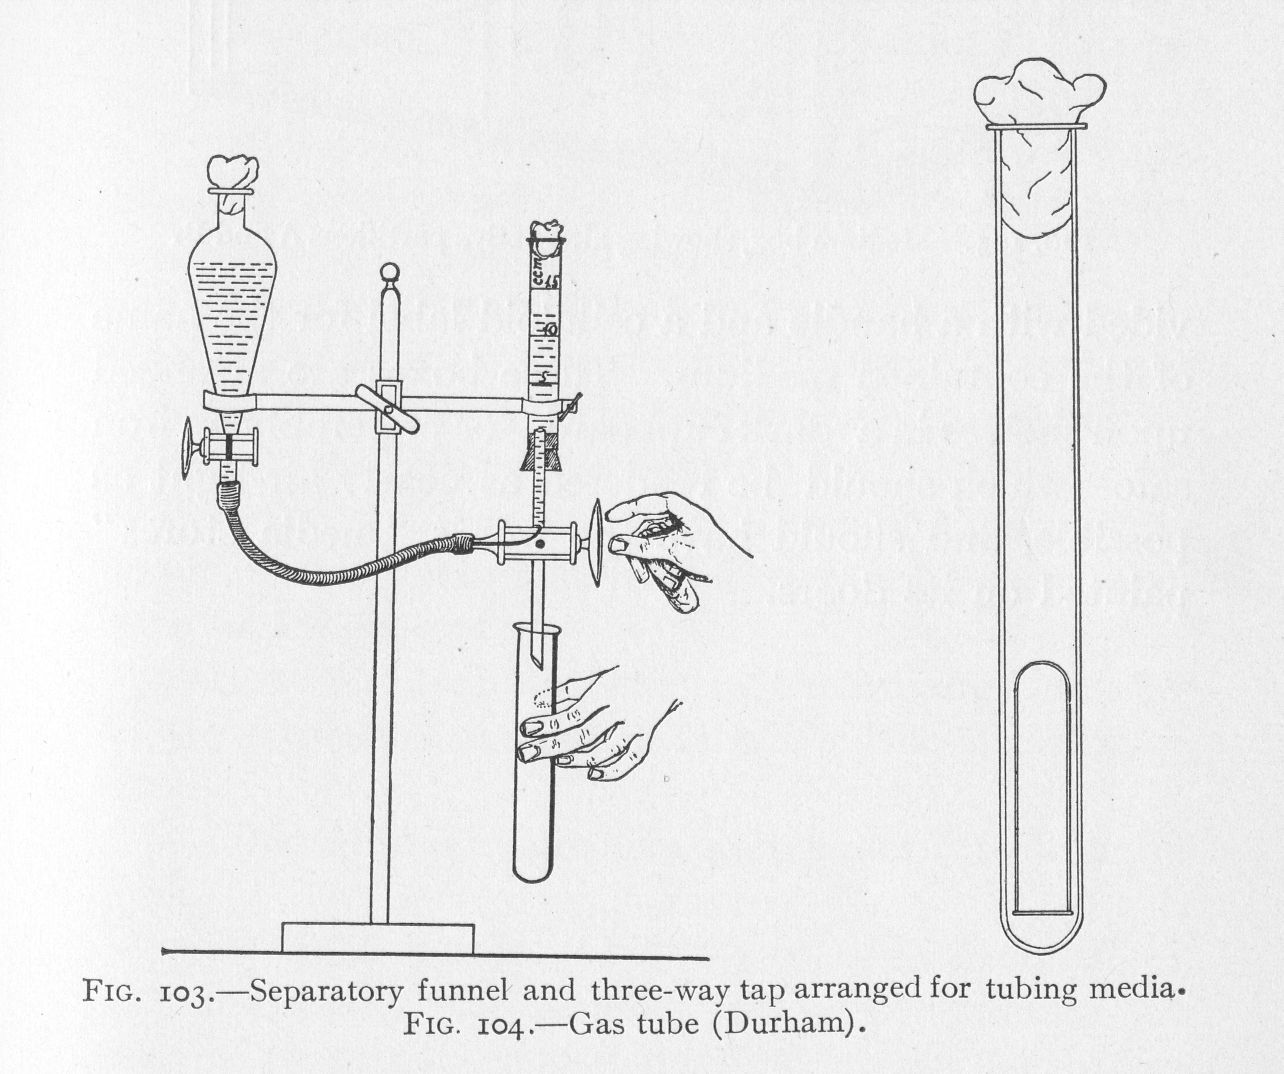 ccm
15
10
5
FIG. 103.—Separatory funnel and three-way tap arranged for tubing media.
FIG. 104.—Gas tube (Durham).